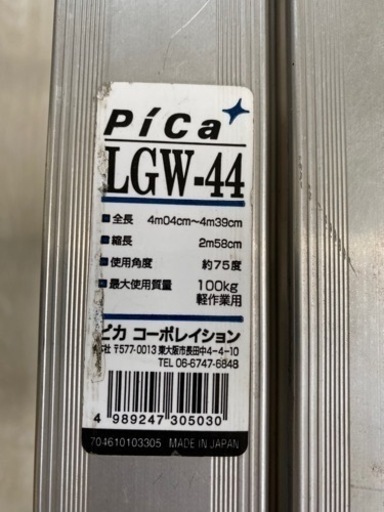 Pica
LGW-44
■全長 4m04cm〜4m39cm
■縮長 2m58cm
■使用角度 約75度
■最大使用質量 100kg
軽作業用
ピカ コーポレイション
社 〒577-0013 東大阪市長田中4-4-10
TEL 06-6747-6848
4 989247 305030
704610103305 MADE IN JAPAN